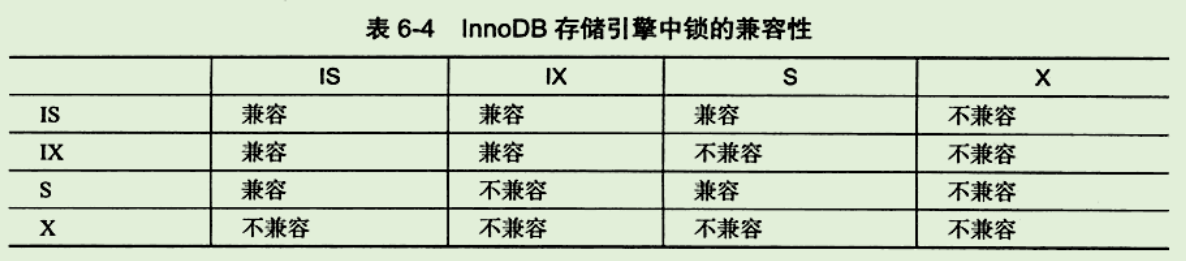 表 6-4 InnoDB 存储引擎中锁的兼容性
IS IX S X
IS 兼容 兼容 兼容 不兼容
IX 兼容 兼容 不兼容 不兼容
S 兼容 不兼容 兼容 不兼容
X 不兼容 不兼容 不兼容 不兼容